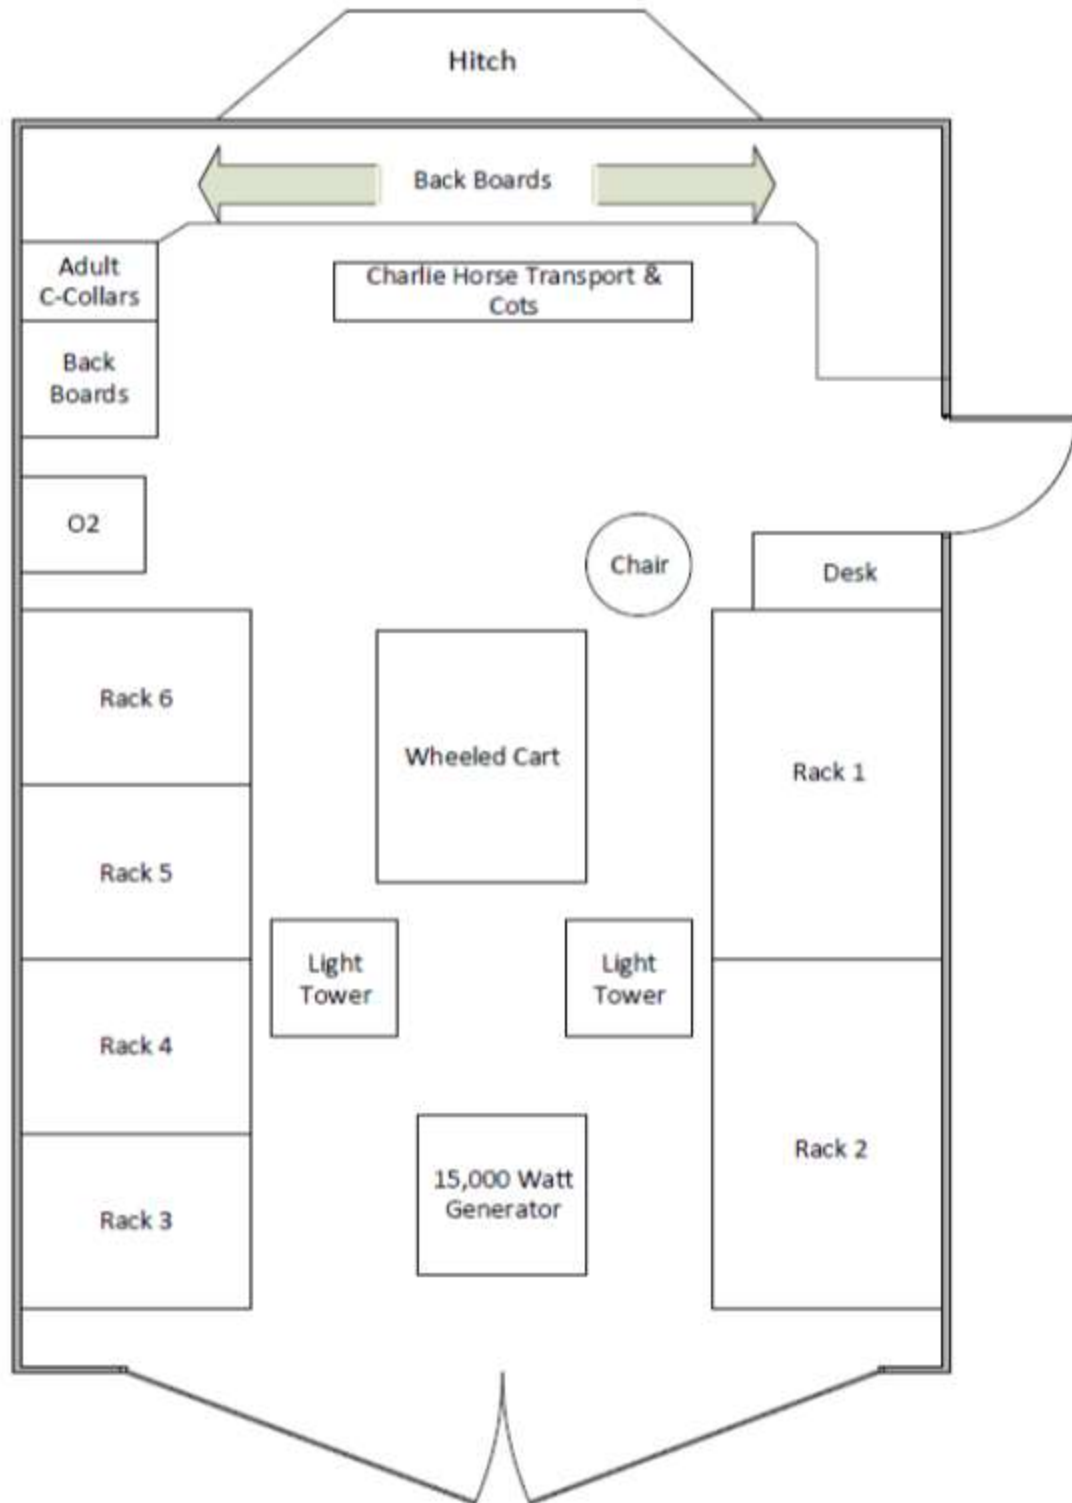 Hitch
Back Boards
Adult
C-Collars
Charlie Horse Transport &
Cots
Back
Boards
O2
Chair
Desk
Rack 6
Wheeled Cart
Rack 1
Rack 5
Light
Tower
Light
Tower
Rack 4
Rack 2
15,000 Watt
Generator
Rack 3